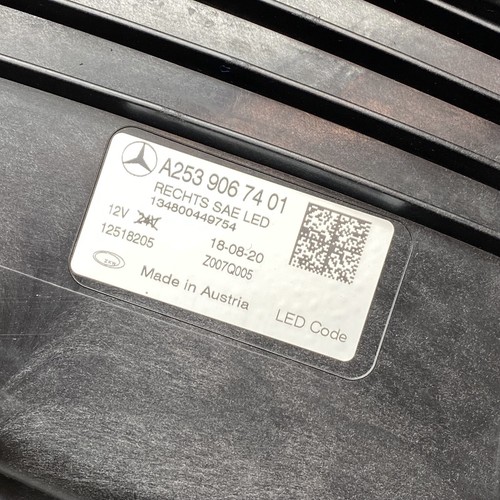 A253 906 74 01
RECHTS SAE LED
134800449754
12V 24V 18-08-20
12518205 Z007Q005
Made in Austria
LED Code